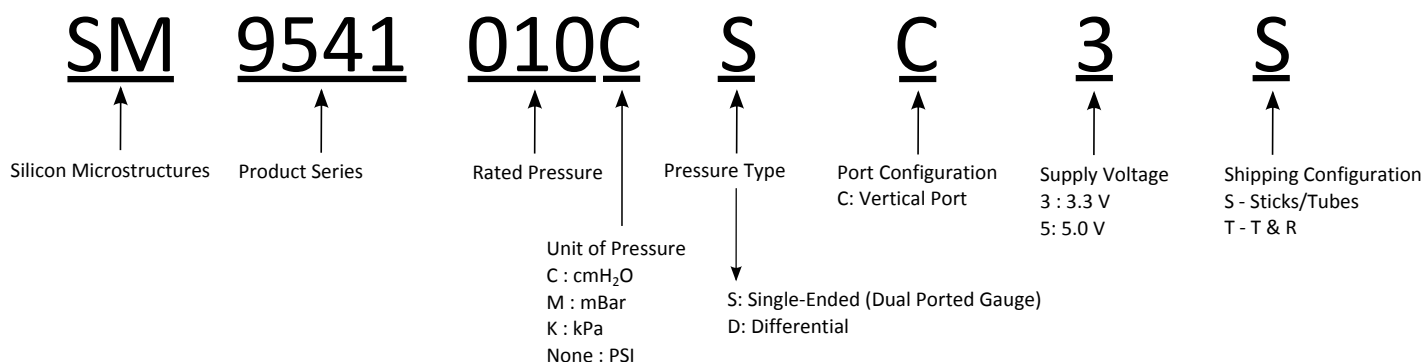 SM 9541 010C S C 3 S
Silicon Microstructures
Product Series
Rated Pressure
Unit of Pressure
C : cmH₂O
M : mBar
K : kPa
None : PSI
Pressure Type
S: Single-Ended (Dual Ported Gauge)
D: Differential
Port Configuration
C: Vertical Port
Supply Voltage
3 : 3.3 V
5: 5.0 V
Shipping Configuration
S - Sticks/Tubes
T - T & R